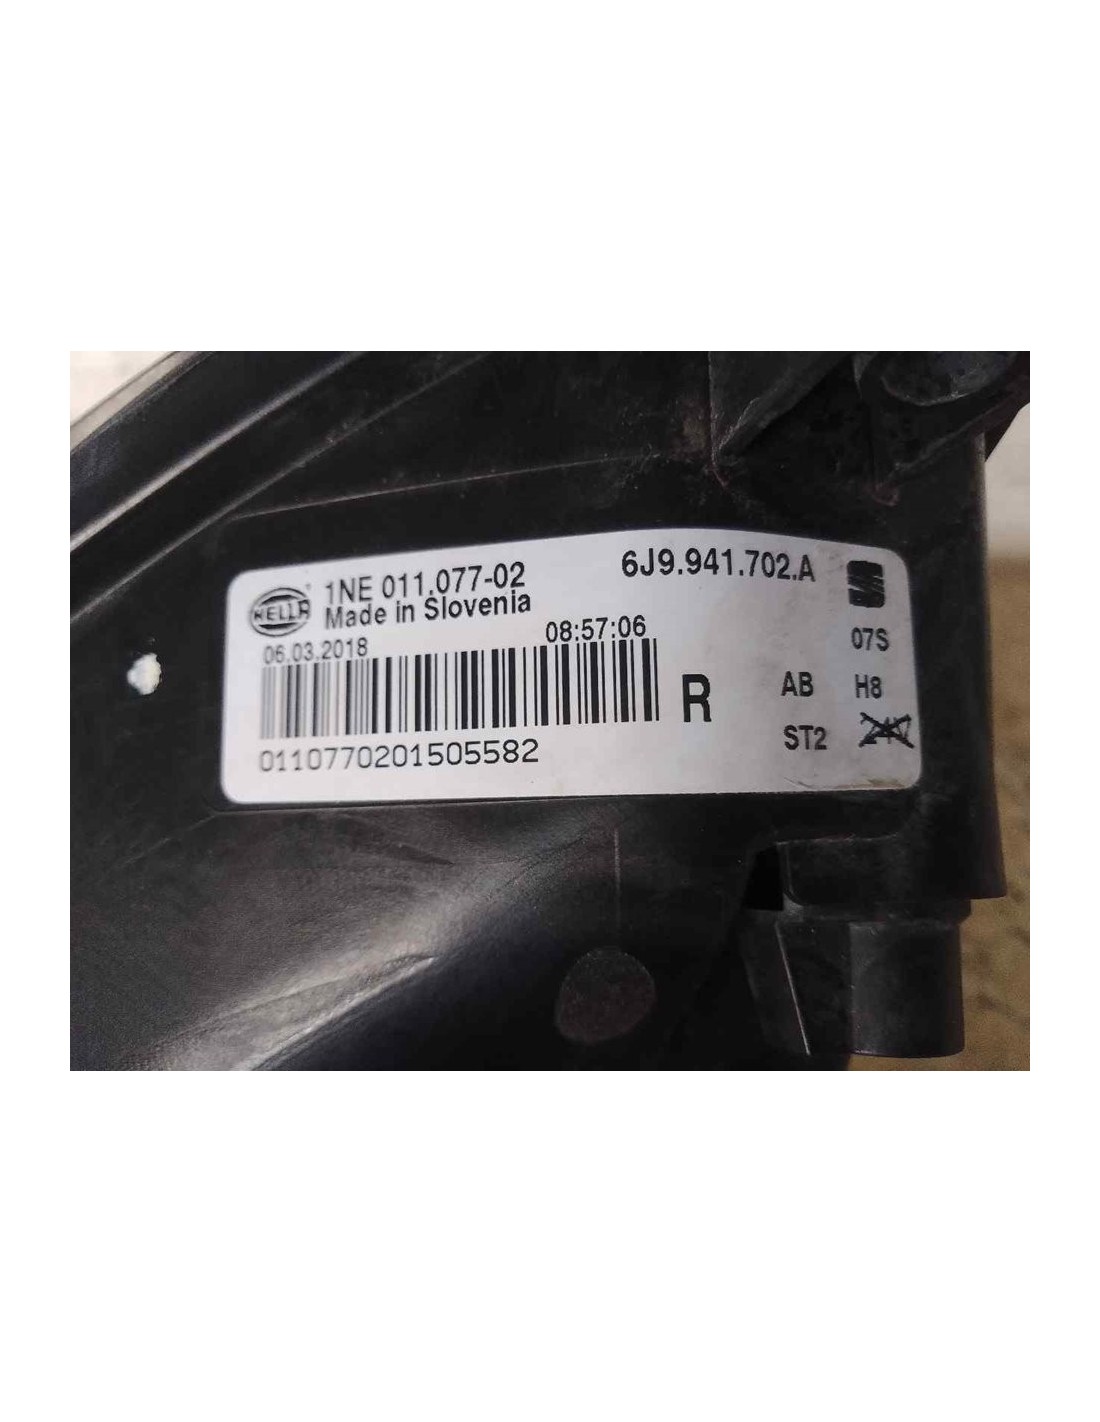 HELLA
1NE 011.077-02
Made in Slovenia
6J9.941.702.A
06.03.2018
08:57:06
07S
R
AB
H8
ST2
0110770201505582